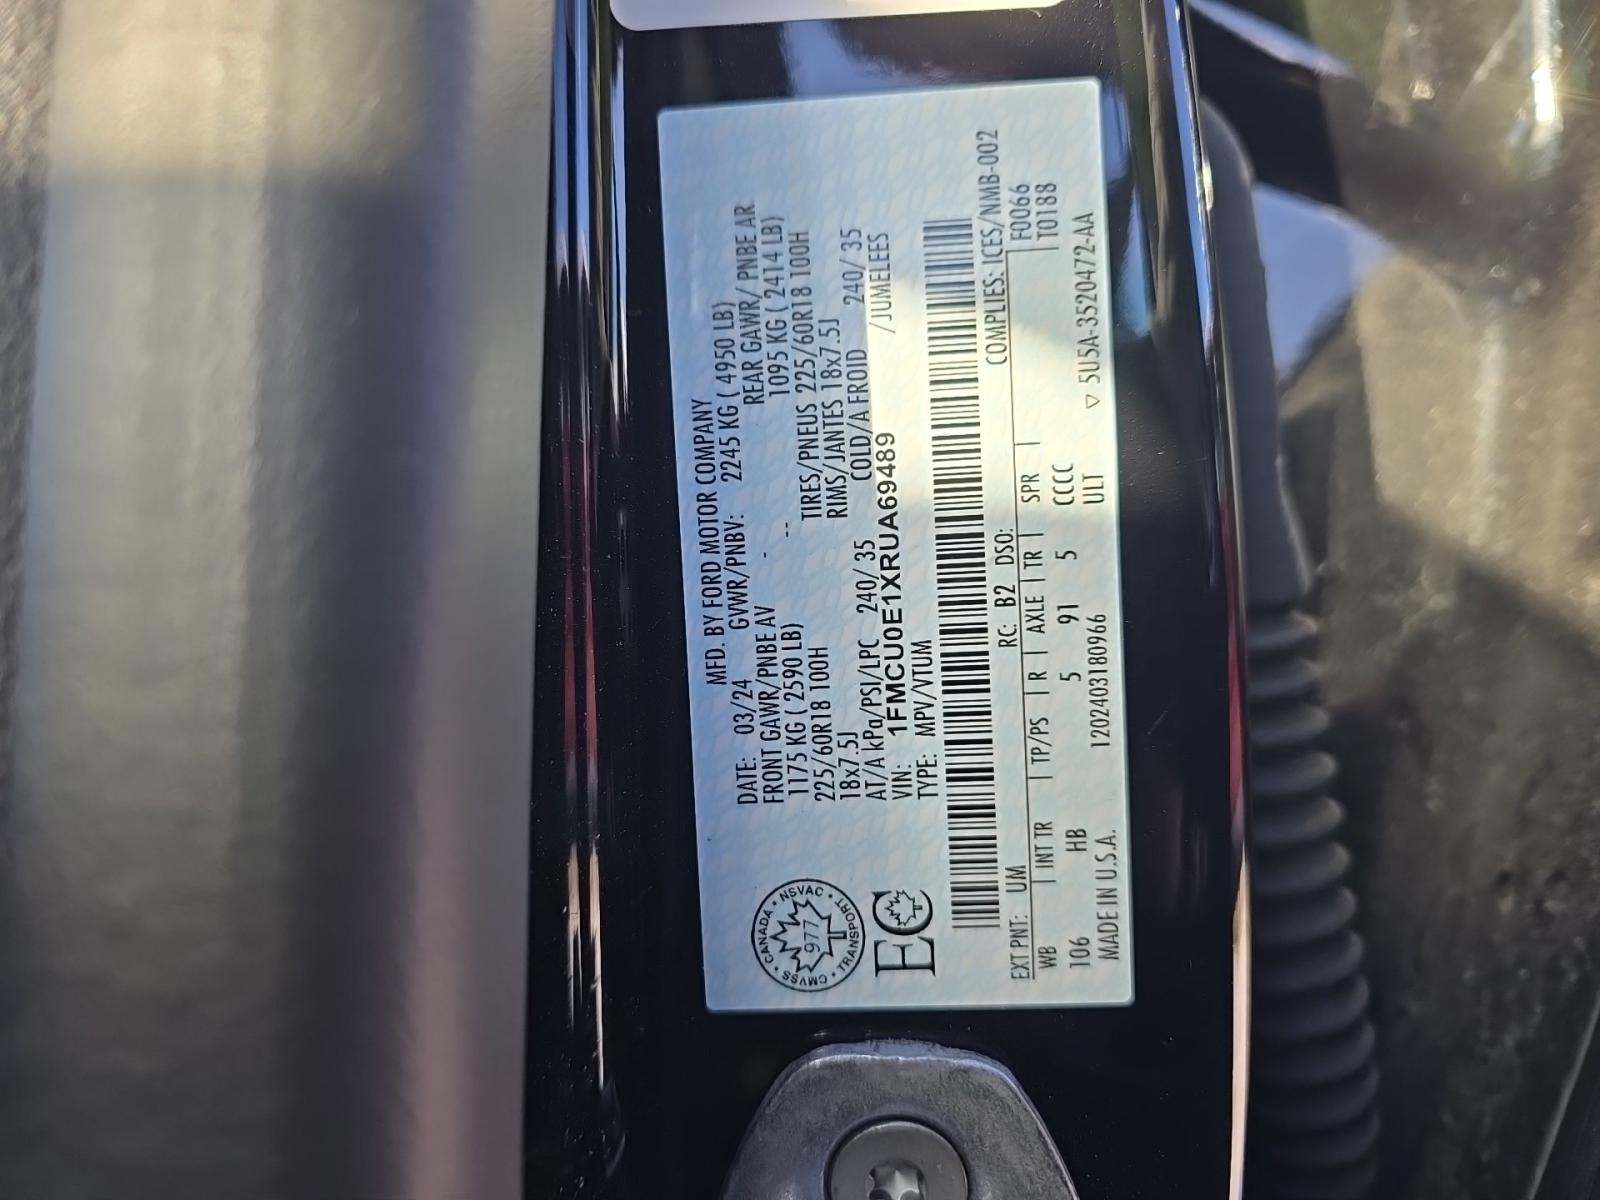 MFD. BY FORD MOTOR COMPANY
DATE: 03/24 GVWR/PNBV: 2245 KG ( 4950 LB)
FRONT GAWR/PNBE AV - REAR GAWR/ PNBE AR
1175 KG ( 2590 LB) -- 1095 KG ( 2414 LB)
225/60R18 100H TIRES/PNEUS 225/60R18 100H
18x7.5J RIMS/JANTES 18x7.5J
AT/A kPa/PSI/LPC 240/ 35 COLD/A FROID 240/ 35
VIN: 1FMCU0E1XRUA69489 /JUMELEES
TYPE: MPV/VTUM
CANADA • NSVAC • TRANSPORT • CMVSS •
977
EC
COMPLIES: ICES/NMB-002
EXT PNT: UM RC: B2 DSO: F0066
WB | INT TR | TP/PS | R | AXLE | TR | SPR | T0188
106 HB 5 91 5 CCCC
MADE IN U.S.A. 120240318096 ULT ▽ 5U5A-3520472-AA